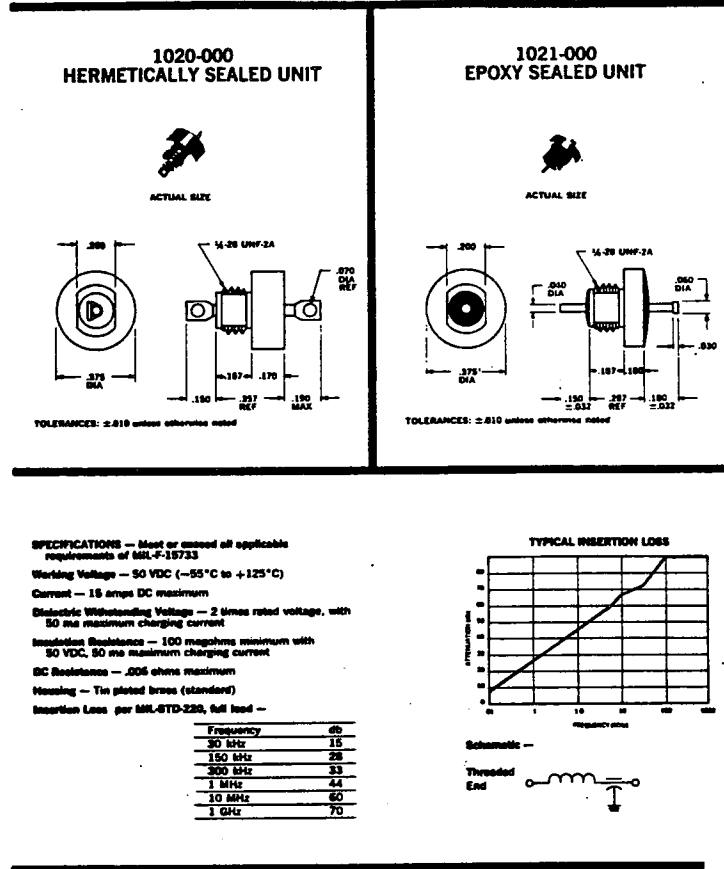 1020-000
HERMETICALLY SEALED UNIT
ACTUAL SIZE
¼-28 UNF-2A
.070
DIA
REF
.375
DIA
.187
.170
.190
.297
REF
.190
MAX
TOLERANCES: ±.010 unless otherwise noted
1021-000
EPOXY SEALED UNIT
ACTUAL SIZE
.200
¼-28 UNF-2A
.040
DIA
.060
DIA
.030
.375
DIA
.187
.180
.150
±.032
.297
REF
.180
±.032
TOLERANCES: ±.010 unless otherwise noted
SPECIFICATIONS — Meet or exceed all applicable
requirements of MIL-F-15733
Working Voltage — 50 VDC (−55°C to +125°C)
Current — 15 amps DC maximum
Dielectric Withstanding Voltage — 2 times rated voltage, with
50 ma maximum charging current
Insulation Resistance — 100 megohms minimum with
50 VDC, 50 ma maximum charging current
DC Resistance — .005 ohms maximum
Housing — Tin plated brass (standard)
Insertion Loss per MIL-STD-220, full load —
Frequency db
30 kHz 15
150 kHz 28
300 kHz 33
1 MHz 44
10 MHz 60
1 GHz 70
TYPICAL INSERTION LOSS
Schematic —
Threaded
End